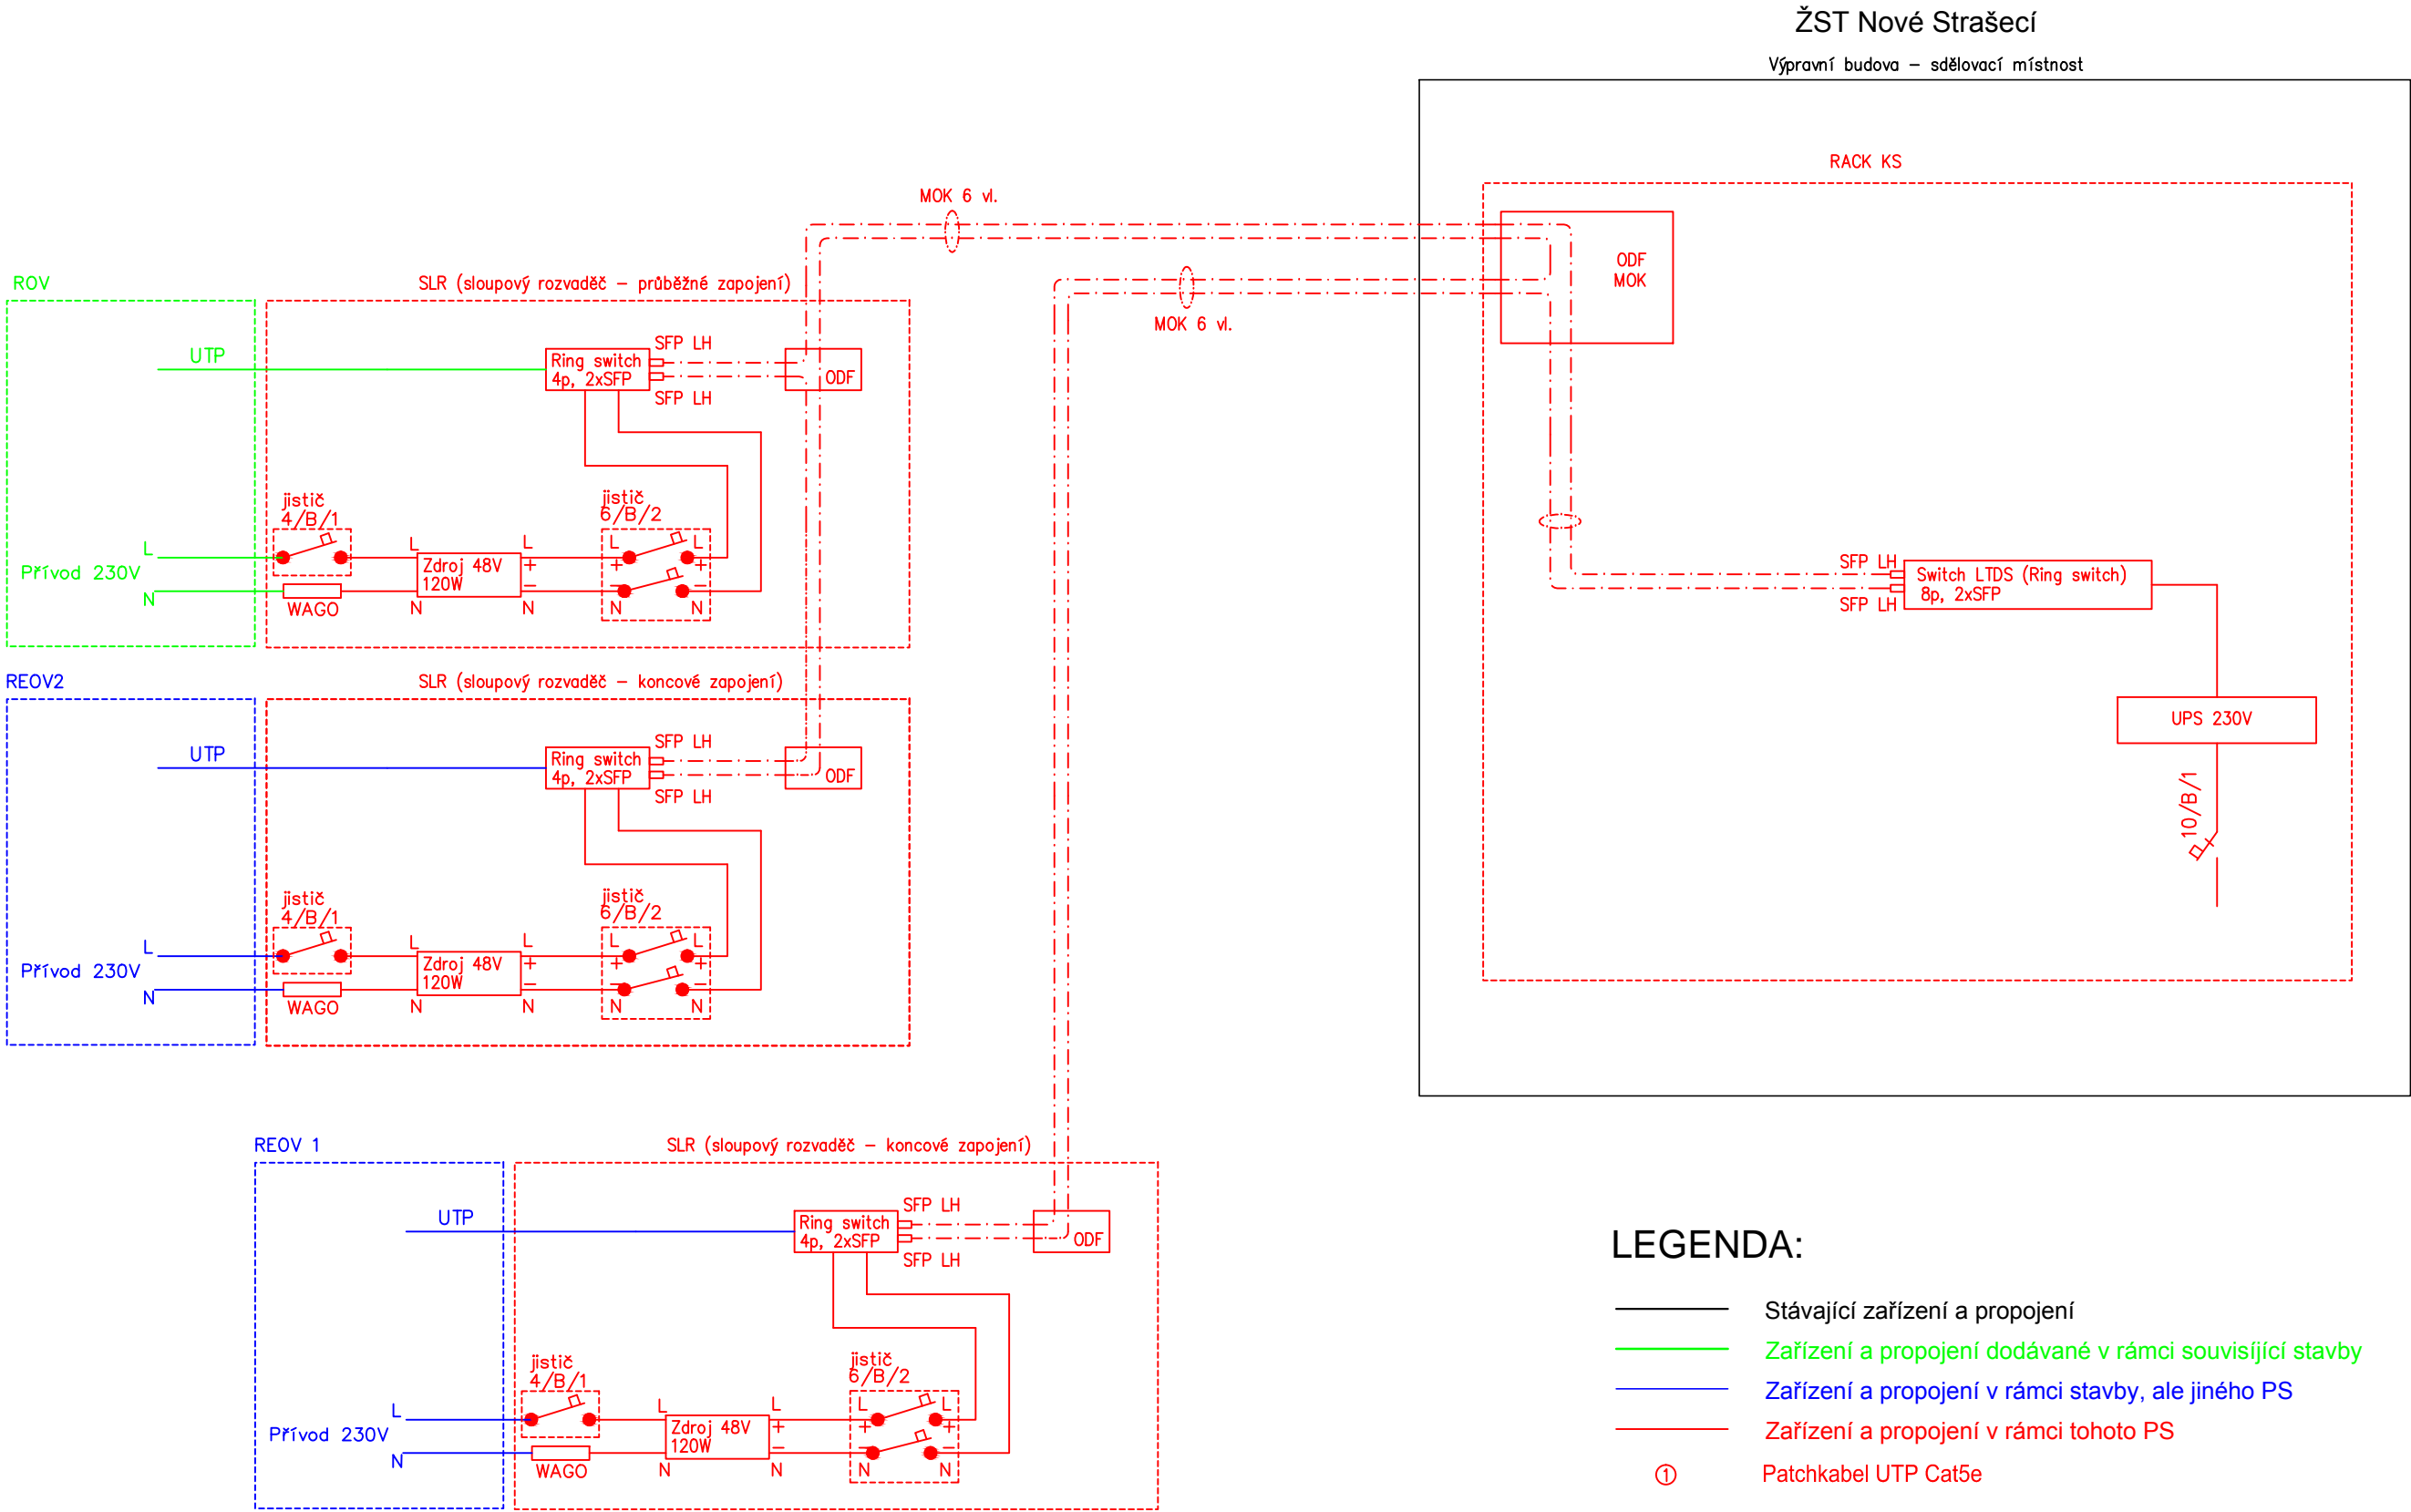 ŽST Nové Strašecí
Výpravní budova – sdělovací místnost
RACK KS
MOK 6 vl.
MOK 6 vl.
ODF
MOK
SFP LH
SFP LH
Switch LTDS (Ring switch)
8p, 2xSFP
UPS 230V
10/B/1
ROV
SLR (sloupový rozvaděč – průběžné zapojení)
UTP
Ring switch
4p, 2xSFP
SFP LH
SFP LH
ODF
jistič
4/B/1
jistič
6/B/2
L
Přívod 230V
N
WAGO
L
N
Zdroj 48V
120W
L
+
–
N
L
+
–
N
L
+
–
N
REOV2
SLR (sloupový rozvaděč – koncové zapojení)
UTP
Ring switch
4p, 2xSFP
SFP LH
SFP LH
ODF
jistič
4/B/1
jistič
6/B/2
L
Přívod 230V
N
WAGO
L
N
Zdroj 48V
120W
L
+
–
N
L
+
–
N
L
+
–
N
REOV 1
SLR (sloupový rozvaděč – koncové zapojení)
UTP
Ring switch
4p, 2xSFP
SFP LH
SFP LH
ODF
jistič
4/B/1
jistič
6/B/2
L
Přívod 230V
N
WAGO
L
N
Zdroj 48V
120W
L
+
–
N
L
+
–
N
L
+
–
N
LEGENDA:
Stávající zařízení a propojení
Zařízení a propojení dodávané v rámci souvisíjící stavby
Zařízení a propojení v rámci stavby, ale jiného PS
Zařízení a propojení v rámci tohoto PS
① Patchkabel UTP Cat5e